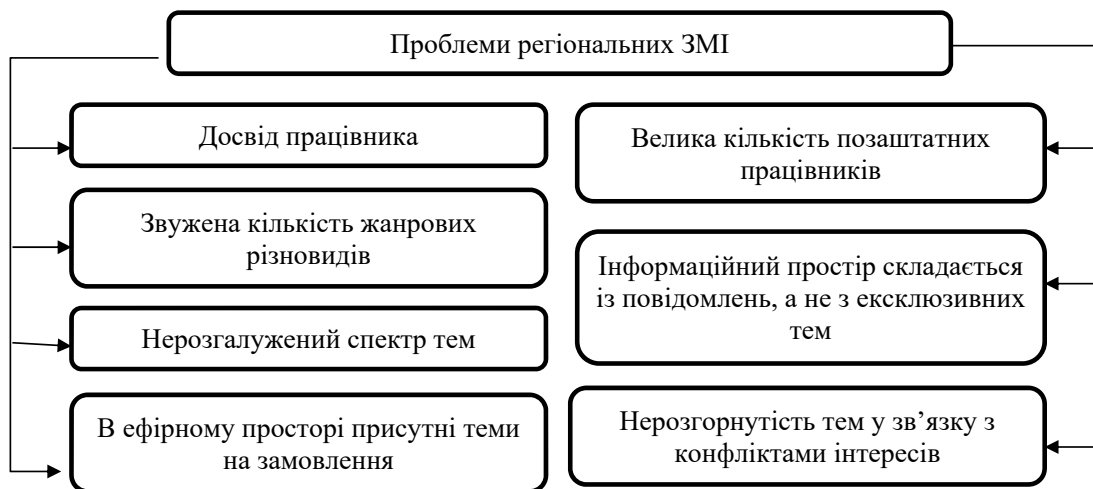 Проблеми регіональних ЗМІ
Досвід працівника
Звужена кількість жанрових
різновидів
Нерозгалужений спектр тем
В ефірному просторі присутні теми
на замовлення
Велика кількість позаштатних
працівників
Інформаційний простір складається
із повідомлень, а не з ексклюзивних
тем
Нерозгорнутість тем у зв’язку з
конфліктами інтересів